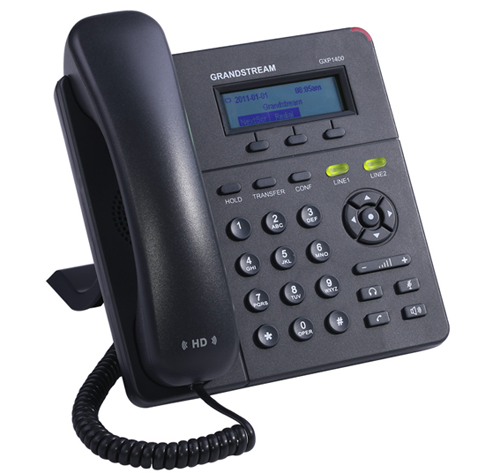 GRANDSTREAM
GXP1400
2011-01-01
Grandstream
HOLD
TRANSFER
CONF
LINE1
LINE2
1
2
ABC
3
DEF
4
GHI
5
JKL
6
MNO
7
PQRS
8
TUV
9
WXYZ
*
0
OPER
#
- +
HD